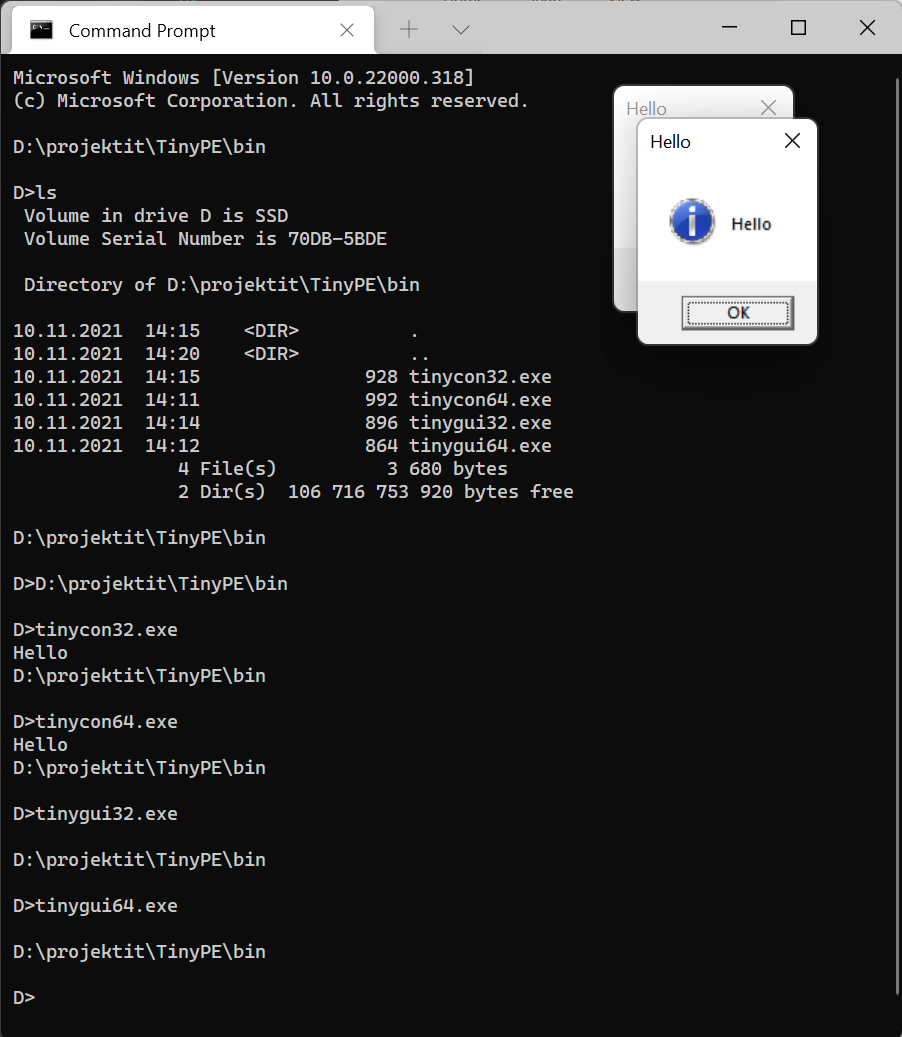 Command Prompt
Microsoft Windows [Version 10.0.22000.318]
(c) Microsoft Corporation. All rights reserved.
D:\projektit\TinyPE\bin
D>ls
 Volume in drive D is SSD
 Volume Serial Number is 70DB-5BDE
 Directory of D:\projektit\TinyPE\bin
10.11.2021  14:15    <DIR>          .
10.11.2021  14:20    <DIR>          ..
10.11.2021  14:15               928 tinycon32.exe
10.11.2021  14:11               992 tinycon64.exe
10.11.2021  14:14               896 tinygui32.exe
10.11.2021  14:12               864 tinygui64.exe
               4 File(s)          3 680 bytes
               2 Dir(s)  106 716 753 920 bytes free
D:\projektit\TinyPE\bin
D>D:\projektit\TinyPE\bin
D>tinycon32.exe
Hello
D:\projektit\TinyPE\bin
D>tinycon64.exe
Hello
D:\projektit\TinyPE\bin
D>tinygui32.exe
D:\projektit\TinyPE\bin
D>tinygui64.exe
D:\projektit\TinyPE\bin
D>
Hello
Hello
Hello
OK